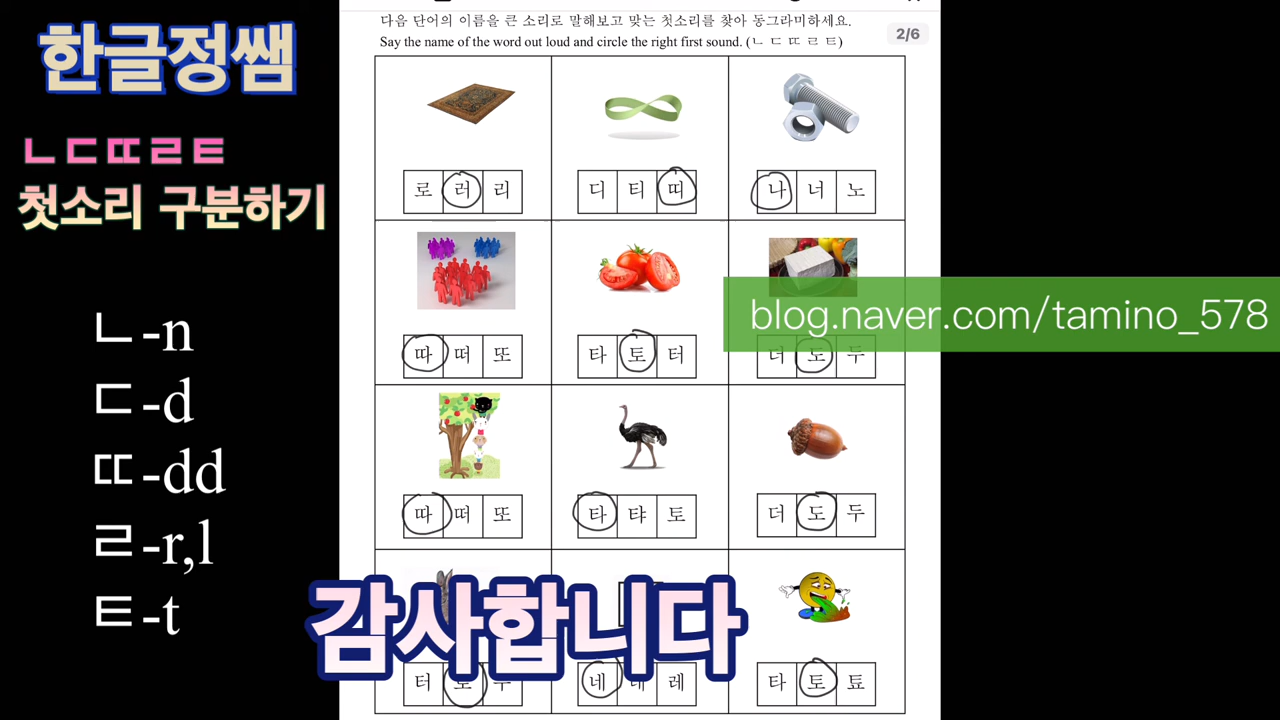 다음 단어의 이름을 큰 소리로 말해보고 맞는 첫소리를 찾아 동그라미하세요.
Say the name of the word out loud and circle the right first sound. (ㄴ ㄷ ㄸ ㄹ ㅌ)
2/6
한글정쌤
ㄴㄷㄸㄹㅌ
첫소리 구분하기
ㄴ-n
ㄷ-d
ㄸ-dd
ㄹ-r,l
ㅌ-t
로 러 리
디 티 띠
나 너 노
blog.naver.com/tamino_578
따 떠 또
타 토 터
더 도 두
따 떠 또
타 탸 토
더 도 두
감사합니다
터
네 레
타 토 툐